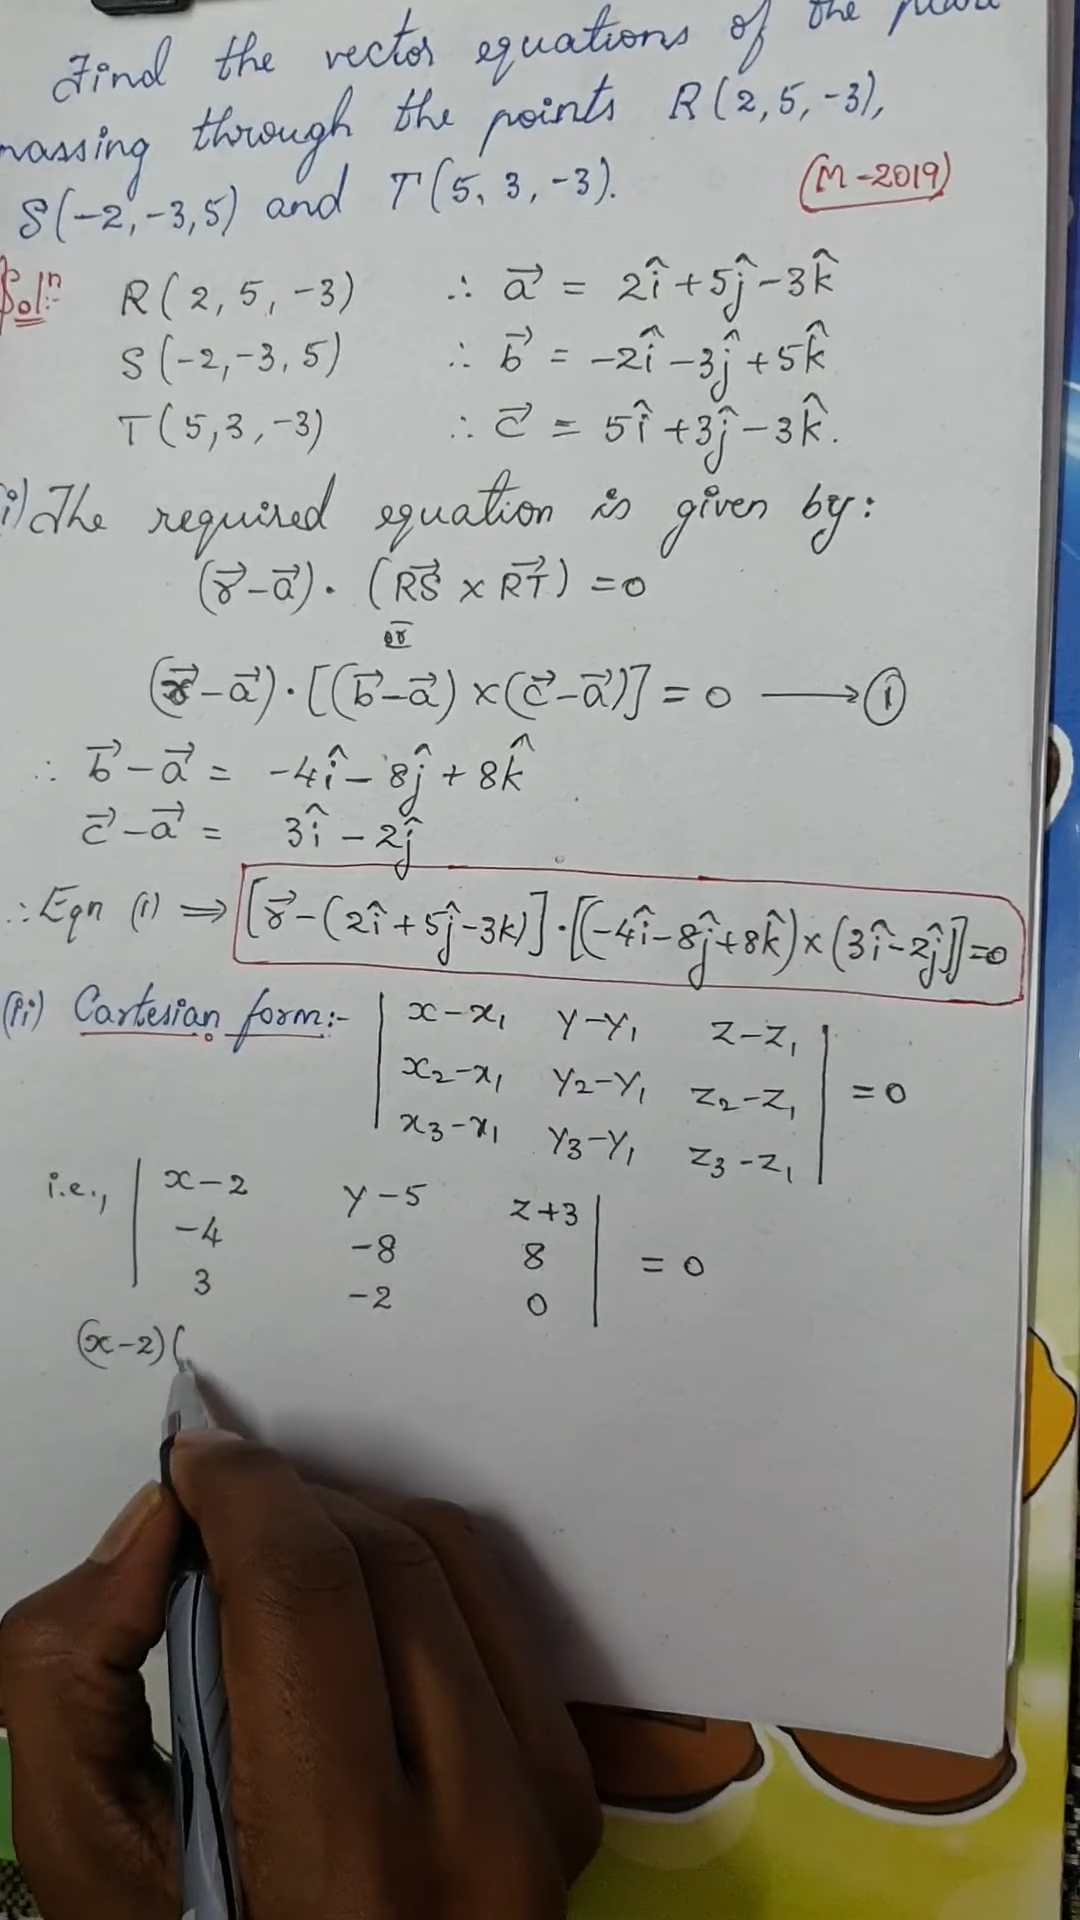 Find the vector equations of the plane
passing through the points R(2, 5, -3),
S(-2, -3, 5) and T(5, 3, -3).
(M-2019)
Solⁿ:- R(2, 5, -3) ∴ a⃗ = 2î + 5ĵ - 3k̂
S(-2, -3, 5) ∴ b⃗ = -2î - 3ĵ + 5k̂
T(5, 3, -3) ∴ c⃗ = 5î + 3ĵ - 3k̂.
(i) The required equation is given by:
(r⃗ - a⃗) · (RS⃗ × RT⃗) = 0
or
(r⃗ - a⃗) · [(b⃗ - a⃗) × (c⃗ - a⃗)] = 0 → ①
∴ b⃗ - a⃗ = -4î - 8ĵ + 8k̂
c⃗ - a⃗ = 3î - 2ĵ
∴ Eqn (1) ⇒ [r⃗ - (2î + 5ĵ - 3k)] · [(-4î - 8ĵ + 8k̂) × (3î - 2ĵ)] = 0
(ii) Cartesian form:- | x - x₁ y - y₁ z - z₁ |
| x₂ - x₁ y₂ - y₁ z₂ - z₁ | = 0
| x₃ - x₁ y₃ - y₁ z₃ - z₁ |
i.e., | x - 2 y - 5 z + 3 |
| -4 -8 8 | = 0
| 3 -2 0 |
(x - 2)(